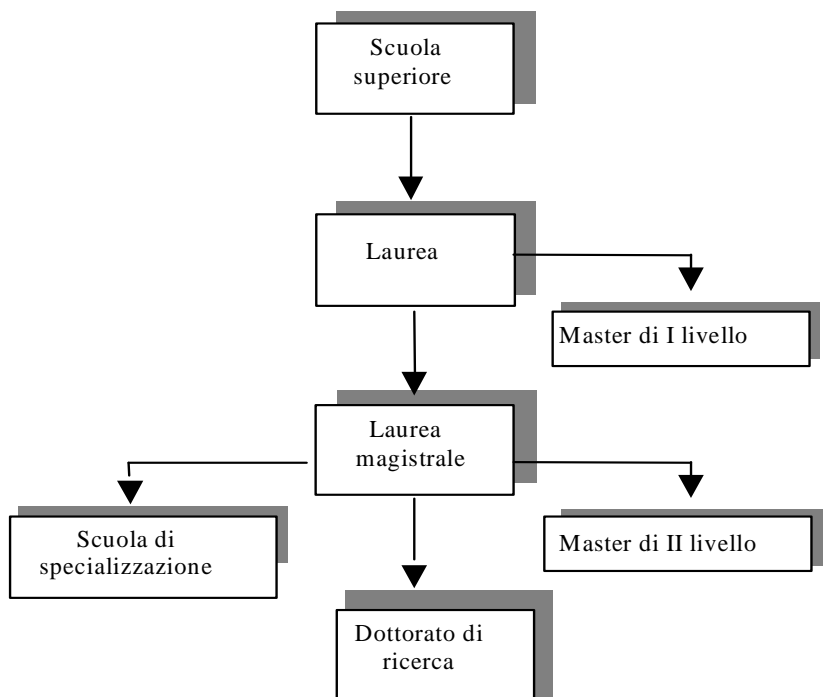 Scuola
superiore
Laurea
Master di I livello
Laurea
magistrale
Scuola di
specializzazione
Master di II livello
Dottorato di
ricerca